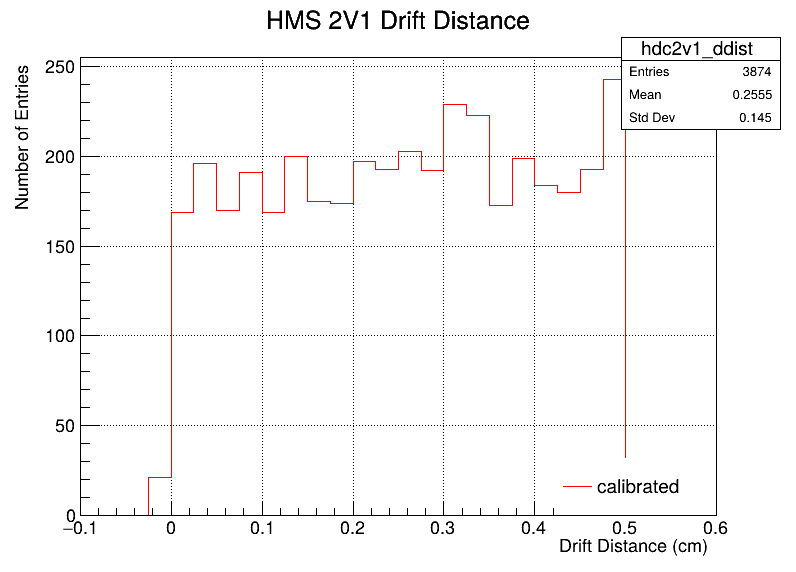 HMS 2V1 Drift Distance
hdc2v1_ddist
Entries 3874
Mean 0.2555
Std Dev 0.145
Number of Entries
250
200
150
100
50
0
−0.1 0 0.1 0.2 0.3 0.4 0.5 0.6
Drift Distance (cm)
calibrated